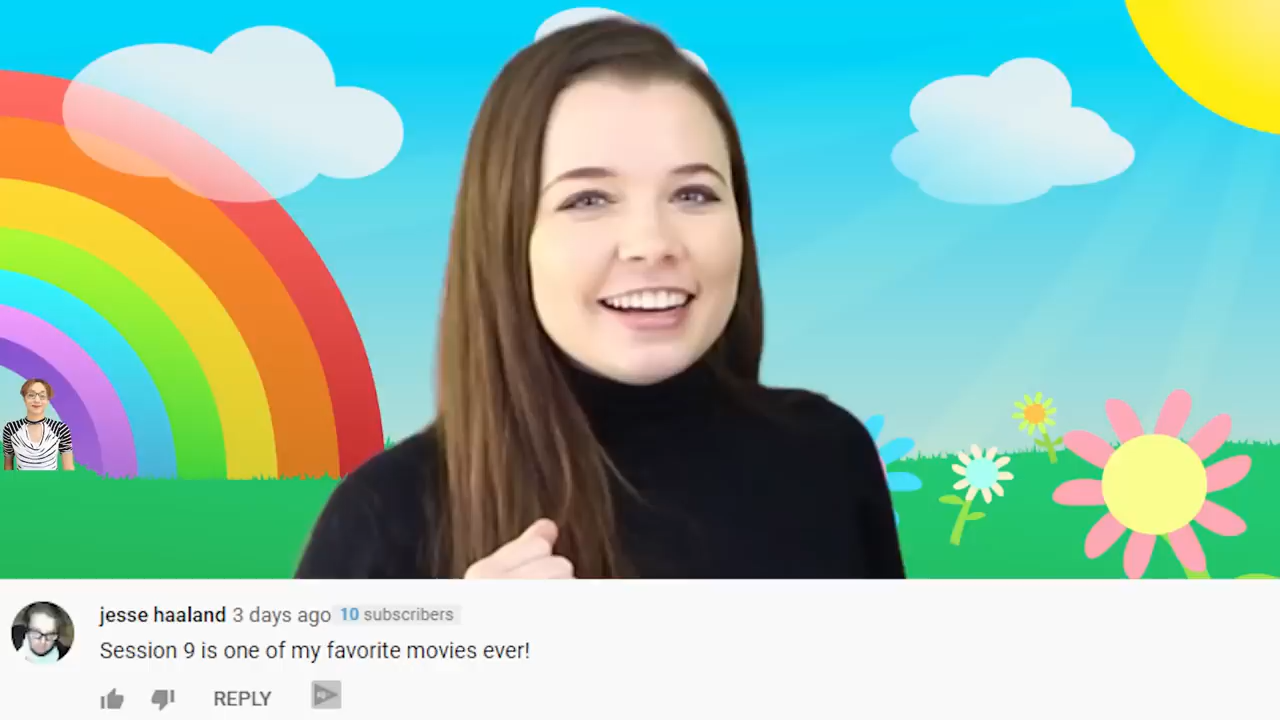 jesse haaland 3 days ago 10 subscribers
Session 9 is one of my favorite movies ever!
REPLY